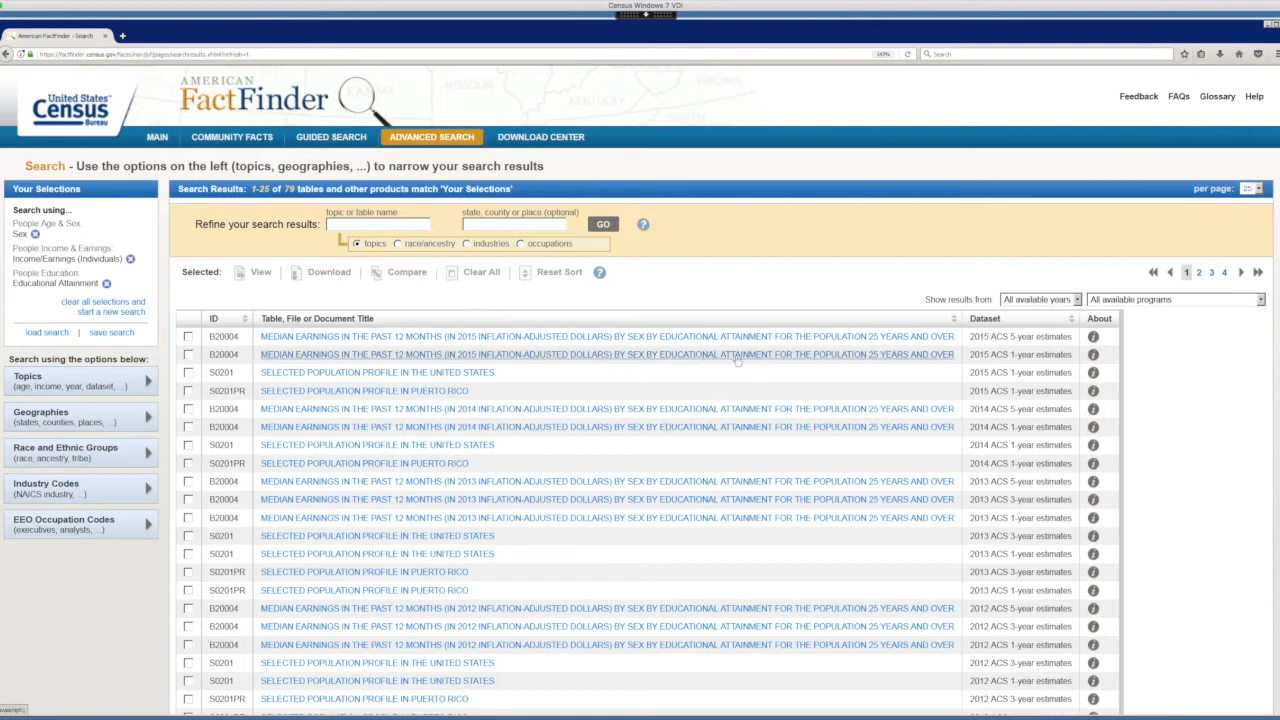 Census Windows 7 VDI
American FactFinder - Search
https://factfinder.census.gov/faces/nav/jsf/pages/searchresults.xhtml?refresh=t
Search
United States®
Census
Bureau
AMERICAN
FactFinder
Feedback FAQs Glossary Help
MAIN COMMUNITY FACTS GUIDED SEARCH ADVANCED SEARCH DOWNLOAD CENTER
Search - Use the options on the left (topics, geographies, ...) to narrow your search results
Your Selections
Search using...
People:Age & Sex:
Sex
People:Income & Earnings:
Income/Earnings (Individuals)
People:Education:
Educational Attainment
clear all selections and
start a new search
load search | save search
Search using the options below:
Topics
(age, income, year, dataset, ...)
Geographies
(states, counties, places, ...)
Race and Ethnic Groups
(race, ancestry, tribe)
Industry Codes
(NAICS industry, ...)
EEO Occupation Codes
(executives, analysts, ...)
Search Results: 1-25 of 79 tables and other products match 'Your Selections'
per page: 25
topic or table name state, county or place (optional)
Refine your search results: GO ?
topics race/ancestry industries occupations
Selected: View | Download | Compare | Clear All | Reset Sort ?
1 2 3 4
Show results from All available years All available programs
ID Table, File or Document Title Dataset About
B20004 MEDIAN EARNINGS IN THE PAST 12 MONTHS (IN 2015 INFLATION-ADJUSTED DOLLARS) BY SEX BY EDUCATIONAL ATTAINMENT FOR THE POPULATION 25 YEARS AND OVER 2015 ACS 5-year estimates
B20004 MEDIAN EARNINGS IN THE PAST 12 MONTHS (IN 2015 INFLATION-ADJUSTED DOLLARS) BY SEX BY EDUCATIONAL ATTAINMENT FOR THE POPULATION 25 YEARS AND OVER 2015 ACS 1-year estimates
S0201 SELECTED POPULATION PROFILE IN THE UNITED STATES 2015 ACS 1-year estimates
S0201PR SELECTED POPULATION PROFILE IN PUERTO RICO 2015 ACS 1-year estimates
B20004 MEDIAN EARNINGS IN THE PAST 12 MONTHS (IN 2014 INFLATION-ADJUSTED DOLLARS) BY SEX BY EDUCATIONAL ATTAINMENT FOR THE POPULATION 25 YEARS AND OVER 2014 ACS 5-year estimates
B20004 MEDIAN EARNINGS IN THE PAST 12 MONTHS (IN 2014 INFLATION-ADJUSTED DOLLARS) BY SEX BY EDUCATIONAL ATTAINMENT FOR THE POPULATION 25 YEARS AND OVER 2014 ACS 1-year estimates
S0201 SELECTED POPULATION PROFILE IN THE UNITED STATES 2014 ACS 1-year estimates
S0201PR SELECTED POPULATION PROFILE IN PUERTO RICO 2014 ACS 1-year estimates
B20004 MEDIAN EARNINGS IN THE PAST 12 MONTHS (IN 2013 INFLATION-ADJUSTED DOLLARS) BY SEX BY EDUCATIONAL ATTAINMENT FOR THE POPULATION 25 YEARS AND OVER 2013 ACS 5-year estimates
B20004 MEDIAN EARNINGS IN THE PAST 12 MONTHS (IN 2013 INFLATION-ADJUSTED DOLLARS) BY SEX BY EDUCATIONAL ATTAINMENT FOR THE POPULATION 25 YEARS AND OVER 2013 ACS 3-year estimates
B20004 MEDIAN EARNINGS IN THE PAST 12 MONTHS (IN 2013 INFLATION-ADJUSTED DOLLARS) BY SEX BY EDUCATIONAL ATTAINMENT FOR THE POPULATION 25 YEARS AND OVER 2013 ACS 1-year estimates
S0201 SELECTED POPULATION PROFILE IN THE UNITED STATES 2013 ACS 3-year estimates
S0201 SELECTED POPULATION PROFILE IN THE UNITED STATES 2013 ACS 1-year estimates
S0201PR SELECTED POPULATION PROFILE IN PUERTO RICO 2013 ACS 3-year estimates
S0201PR SELECTED POPULATION PROFILE IN PUERTO RICO 2013 ACS 1-year estimates
B20004 MEDIAN EARNINGS IN THE PAST 12 MONTHS (IN 2012 INFLATION-ADJUSTED DOLLARS) BY SEX BY EDUCATIONAL ATTAINMENT FOR THE POPULATION 25 YEARS AND OVER 2012 ACS 5-year estimates
B20004 MEDIAN EARNINGS IN THE PAST 12 MONTHS (IN 2012 INFLATION-ADJUSTED DOLLARS) BY SEX BY EDUCATIONAL ATTAINMENT FOR THE POPULATION 25 YEARS AND OVER 2012 ACS 3-year estimates
B20004 MEDIAN EARNINGS IN THE PAST 12 MONTHS (IN 2012 INFLATION-ADJUSTED DOLLARS) BY SEX BY EDUCATIONAL ATTAINMENT FOR THE POPULATION 25 YEARS AND OVER 2012 ACS 1-year estimates
S0201 SELECTED POPULATION PROFILE IN THE UNITED STATES 2012 ACS 3-year estimates
S0201 SELECTED POPULATION PROFILE IN THE UNITED STATES 2012 ACS 1-year estimates
S0201PR SELECTED POPULATION PROFILE IN PUERTO RICO 2012 ACS 3-year estimates